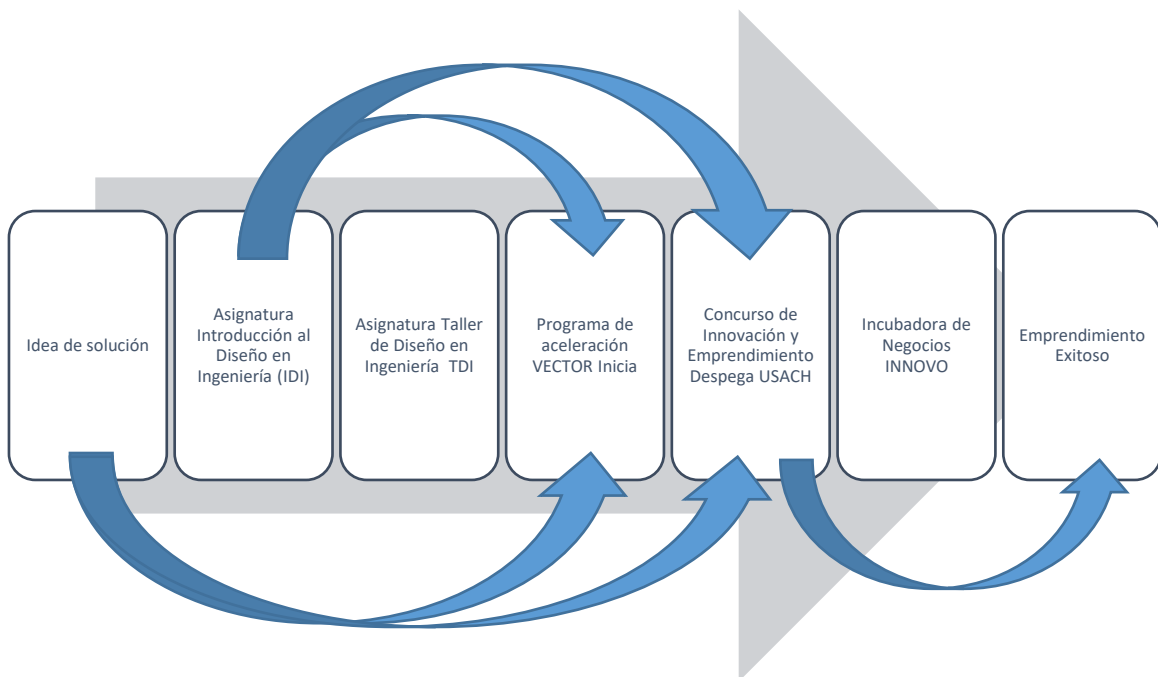 Idea de solución
Asignatura
Introducción al
Diseño en
Ingeniería (IDI)
Asignatura Taller
de Diseño en
Ingeniería  TDI
Programa de
aceleración
VECTOR Inicia
Concurso de
Innovación y
Emprendimiento
Despega USACH
Incubadora de
Negocios
INNOVO
Emprendimiento
Exitoso